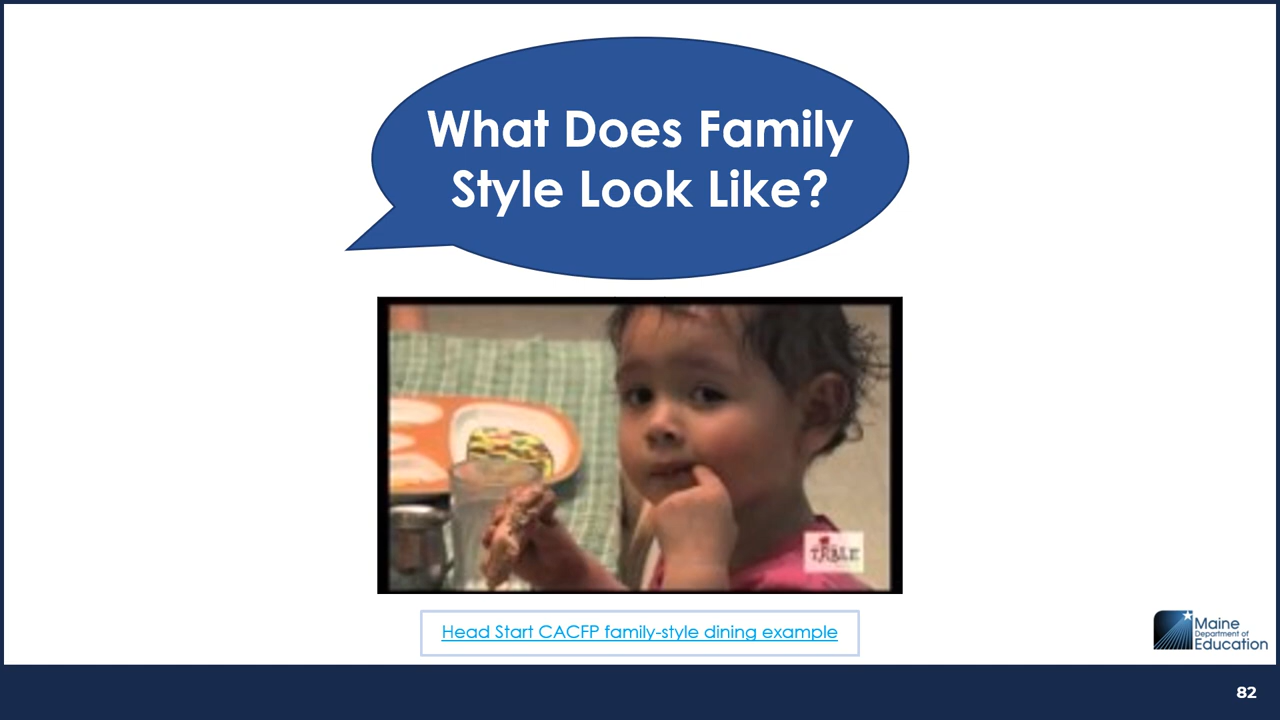 What Does Family
Style Look Like?
TABLE
Head Start CACFP family-style dining example
Maine
Department of
Education
82